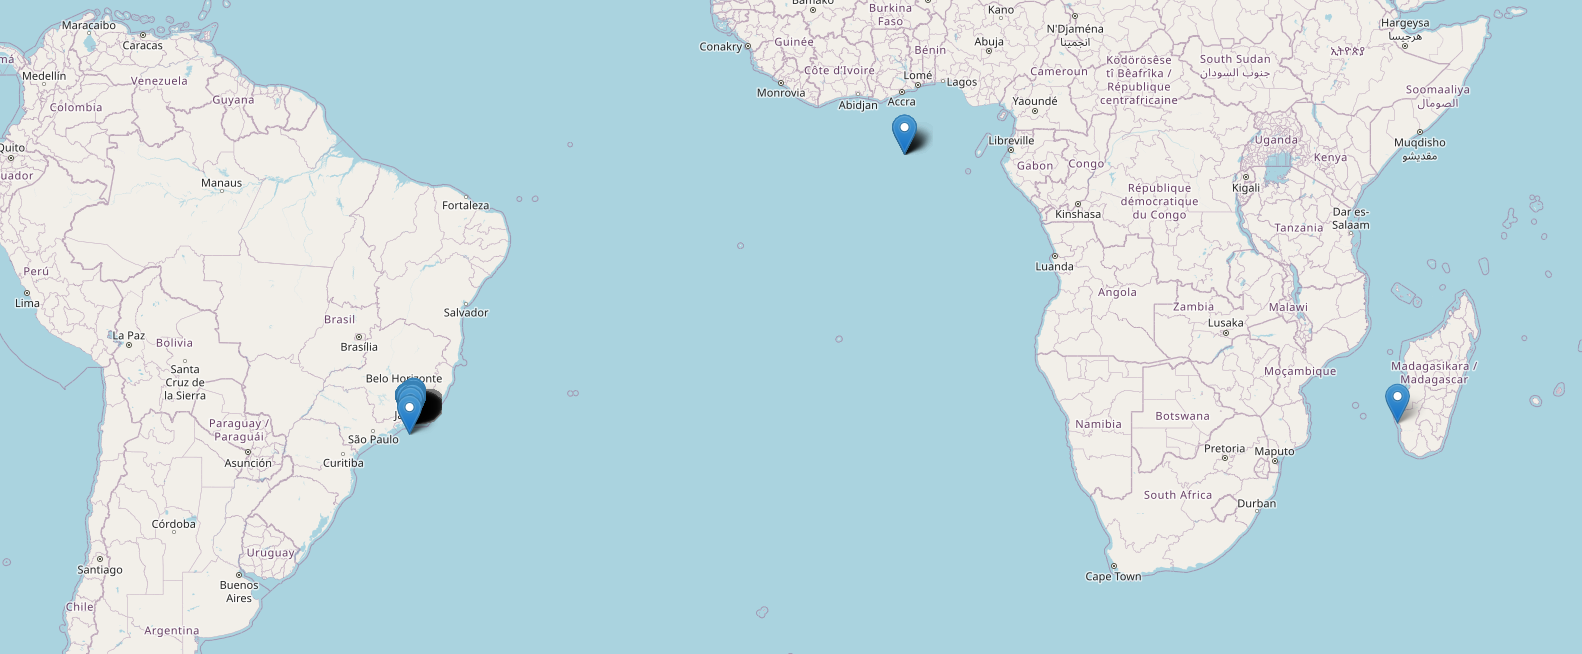 Maracaibo
Caracas
Medellín
Venezuela
Colombia
Guyana
Quito
uador
Manaus
Fortaleza
Perú
Lima
Brasil
Salvador
La Paz
Bolivia
Brasília
Santa
Cruz de
la Sierra
Belo Horizonte
Paraguay /
Paraguái
São Paulo
Asunción
Curitiba
Córdoba
Uruguay
Santiago
Buenos
Aires
Chile
Argentina
Bamako
Burkina
Faso
Kano
N'Djaména
انجمينا
Hargeysa
هرجيسا
Conakry
Guinée
Bénin
Abuja
Côte d'Ivoire
Lomé
Lagos
Cameroun
Ködörösêse
tî Bêafrîka /
République
centrafricaine
South Sudan
جنوب السودان
Soomaaliya
الصومال
Monrovia
Abidjan
Accra
Yaoundé
Libreville
Gabon
Congo
Uganda
Kenya
Muqdisho
مقديشو
Kigali
République
démocratique
du Congo
Kinshasa
Dar es-
Salaam
Tanzania
Luanda
Angola
Zambia
Malawi
Lusaka
Moçambique
Madagasikara /
Madagascar
Namibia
Botswana
Pretoria
Maputo
South Africa
Durban
Cape Town